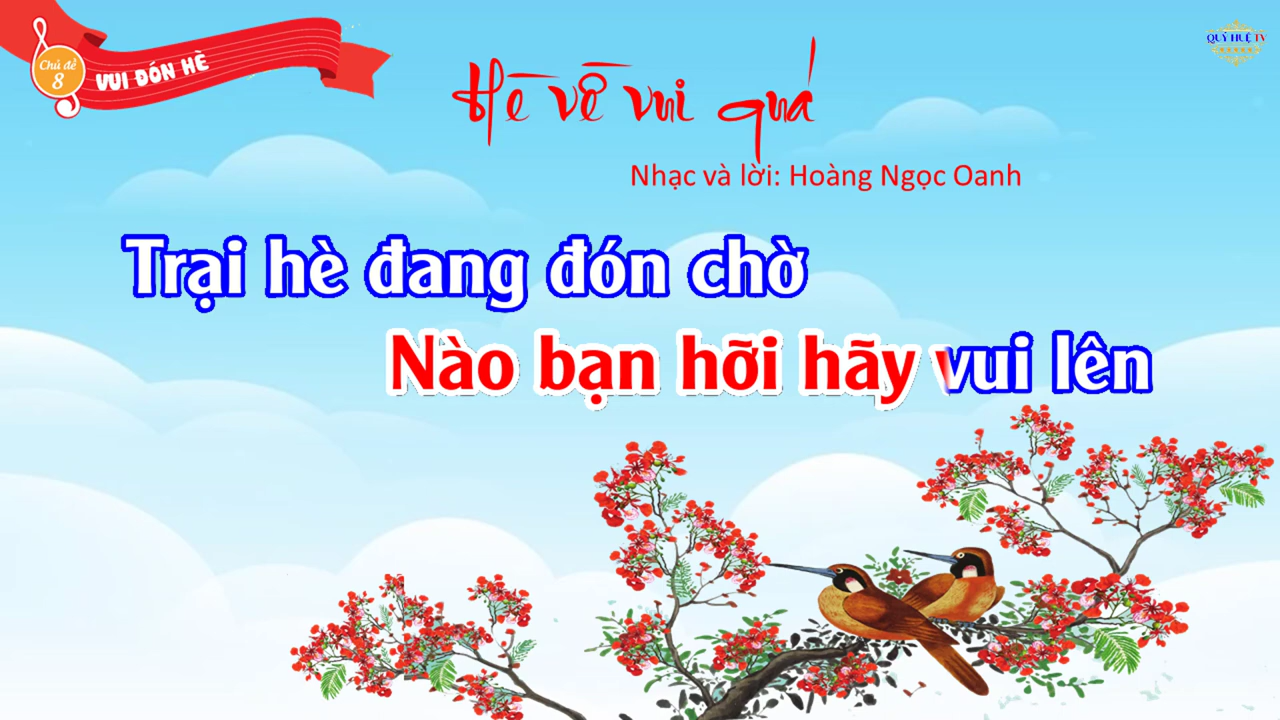 Chủ đề
8
VUI ĐÓN HÈ
QUÝ HUỆ TV
Hè về vui quá
Nhạc và lời: Hoàng Ngọc Oanh
Trại hè đang đón chờ
Nào bạn hỡi hãy vui lên